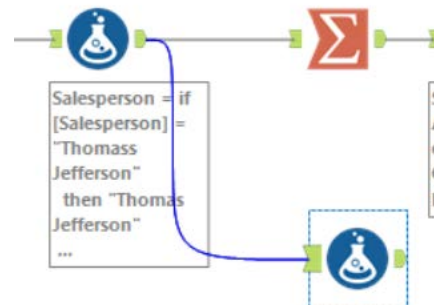 Salesperson = if
[Salesperson] =
"Thomass
Jefferson"
then "Thomas
Jefferson"
...